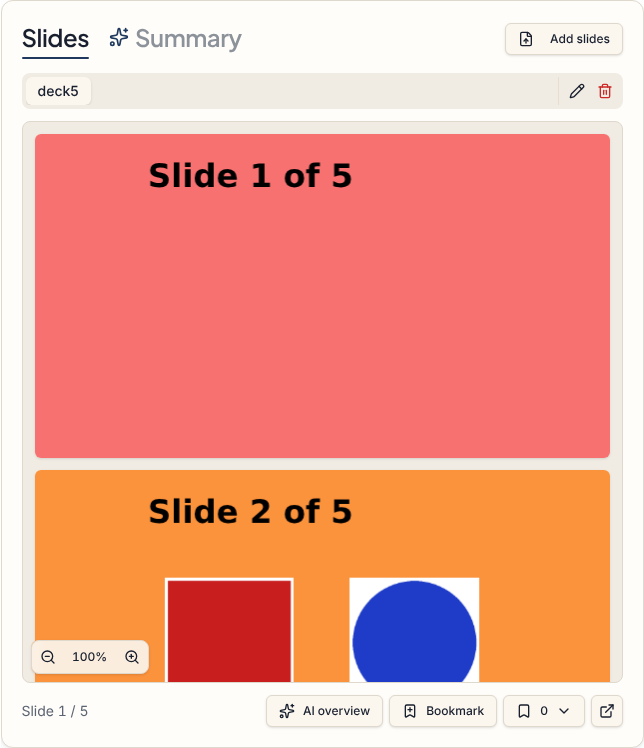 Slides Summary Add slides
deck5
Slide 1 of 5
Slide 2 of 5
100%
Slide 1 / 5 AI overview Bookmark 0